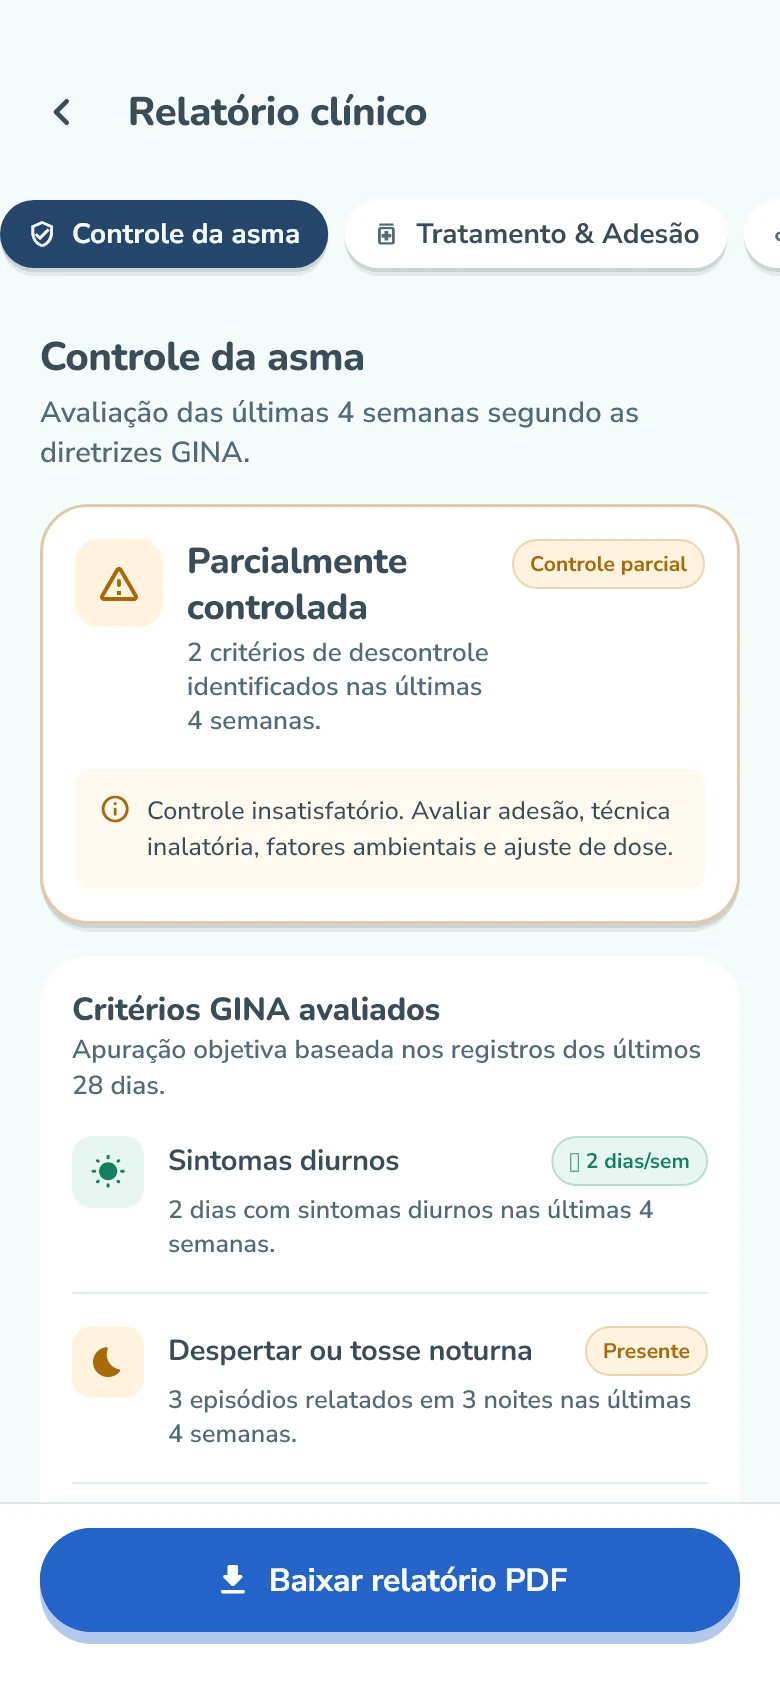 Relatório clínico
Controle da asma
Tratamento & Adesão
Controle da asma
Avaliação das últimas 4 semanas segundo as
diretrizes GINA.
Parcialmente
controlada
Controle parcial
2 critérios de descontrole
identificados nas últimas
4 semanas.
Controle insatisfatório. Avaliar adesão, técnica
inalatória, fatores ambientais e ajuste de dose.
Critérios GINA avaliados
Apuração objetiva baseada nos registros dos últimos
28 dias.
Sintomas diurnos
2 dias/sem
2 dias com sintomas diurnos nas últimas 4
semanas.
Despertar ou tosse noturna
Presente
3 episódios relatados em 3 noites nas últimas
4 semanas.
Baixar relatório PDF